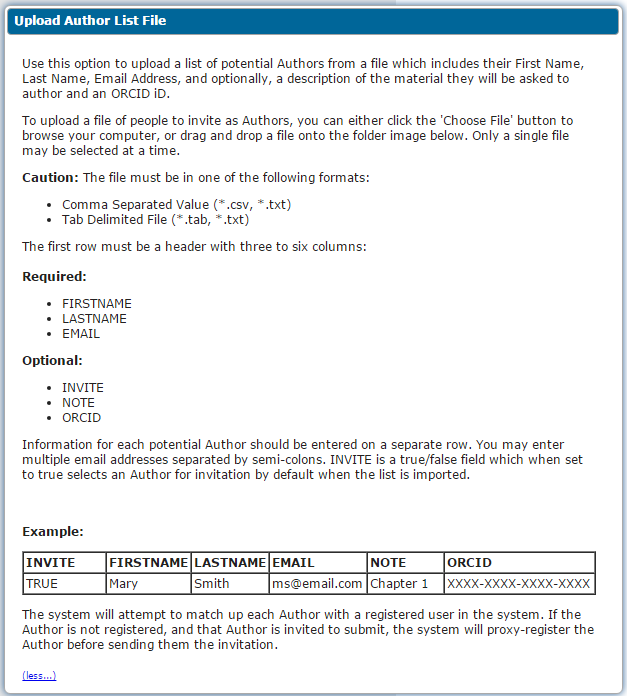 Upload Author List File
Use this option to upload a list of potential Authors from a file which includes their First Name,
Last Name, Email Address, and optionally, a description of the material they will be asked to
author and an ORCID iD.
To upload a file of people to invite as Authors, you can either click the 'Choose File' button to
browse your computer, or drag and drop a file onto the folder image below. Only a single file
may be selected at a time.
Caution: The file must be in one of the following formats:
• Comma Separated Value (*.csv, *.txt)
• Tab Delimited File (*.tab, *.txt)
The first row must be a header with three to six columns:
Required:
• FIRSTNAME
• LASTNAME
• EMAIL
Optional:
• INVITE
• NOTE
• ORCID
Information for each potential Author should be entered on a separate row. You may enter
multiple email addresses separated by semi-colons. INVITE is a true/false field which when set
to true selects an Author for invitation by default when the list is imported.
Example:
INVITE FIRSTNAME LASTNAME EMAIL NOTE ORCID
TRUE Mary Smith ms@email.com Chapter 1 XXXX-XXXX-XXXX-XXXX
The system will attempt to match up each Author with a registered user in the system. If the
Author is not registered, and that Author is invited to submit, the system will proxy-register the
Author before sending them the invitation.
(less...)